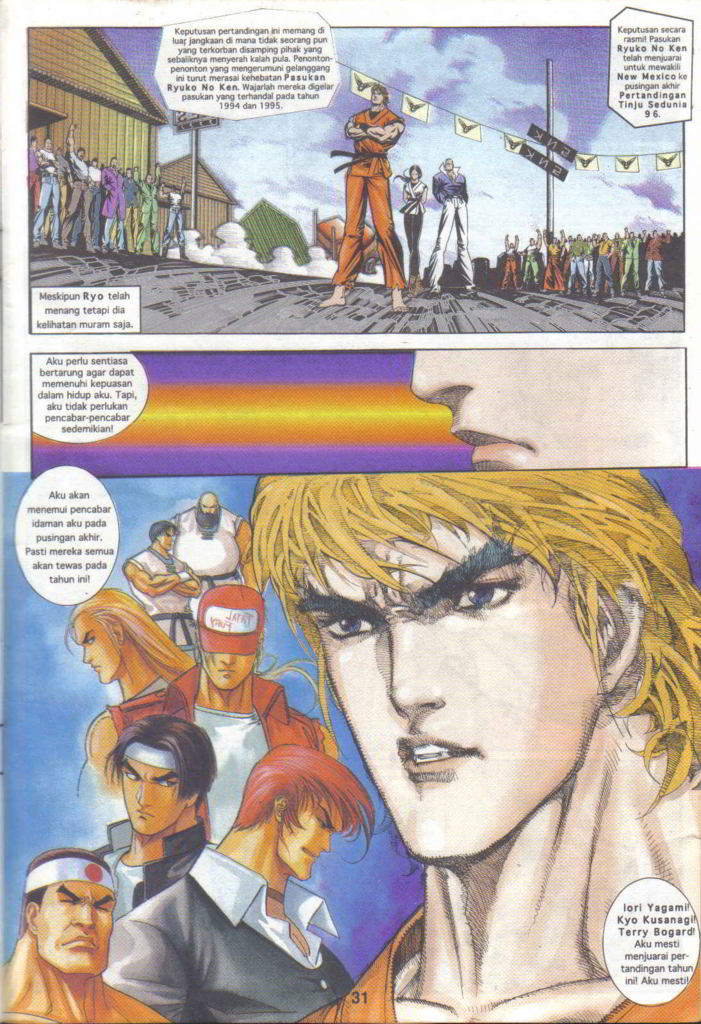 Keputusan pertandingan ini memang di
luar jangkaan di mana tidak seorang pun
yang terkorban disamping pihak yang
sebaliknya menyerah kalah pula. Penonton-
penonton yang mengerumuni gelanggang
ini turut merasai kehebatan Pasukan
Ryuko No Ken. Wajarlah mereka digelar
pasukan yang terhandal pada tahun
1994 dan 1995.
Keputusan secara
rasmi! Pasukan
Ryuko No Ken
telah menjuarai
untuk mewakili
New Mexico ke
pusingan akhir
Pertandingan
Tinju Sedunia
96.
SNK
SNK
Meskipun Ryo telah
menang tetapi dia
kelihatan muram saja.
Aku perlu sentiasa
bertarung agar dapat
memenuhi kepuasan
dalam hidup aku. Tapi,
aku tidak perlukan
pencabar-pencabar
sedemikian!
Aku akan
menemui pencabar
idaman aku pada
pusingan akhir.
Pasti mereka semua
akan tewas pada
tahun ini!
FATAL
FURY
Iori Yagami!
Kyo Kusanagi!
Terry Bogard!
Aku mesti
menjuarai per-
tandingan tahun
ini! Aku mesti!
31